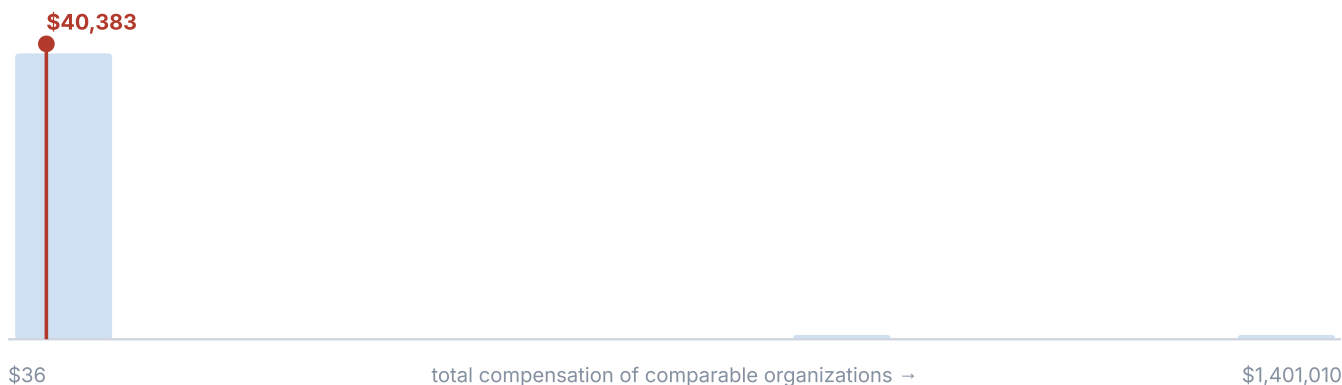 $40,383
$36 total compensation of comparable organizations → $1,401,010